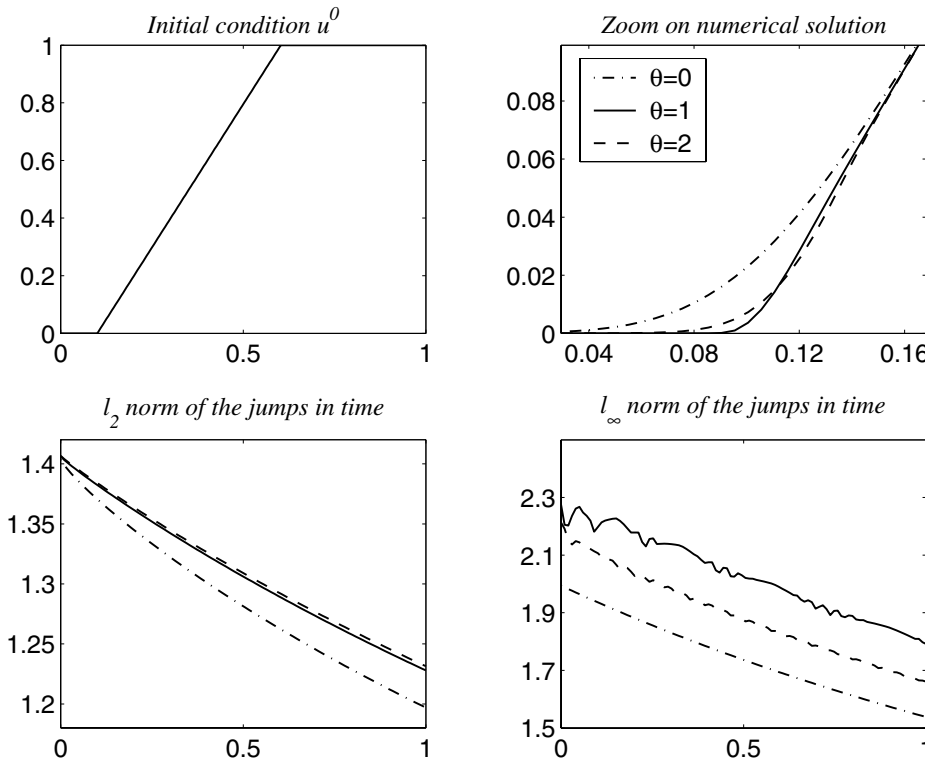 Initial condition u^0
1
0.8
0.6
0.4
0.2
0
0 0.5 1
Zoom on numerical solution
θ=0
θ=1
θ=2
0.08
0.06
0.04
0.02
0
0.04 0.08 0.12 0.16
l_2 norm of the jumps in time
1.4
1.35
1.3
1.25
1.2
0 0.5 1
l_∞ norm of the jumps in time
2.3
2.1
1.9
1.7
1.5
0 0.5 1